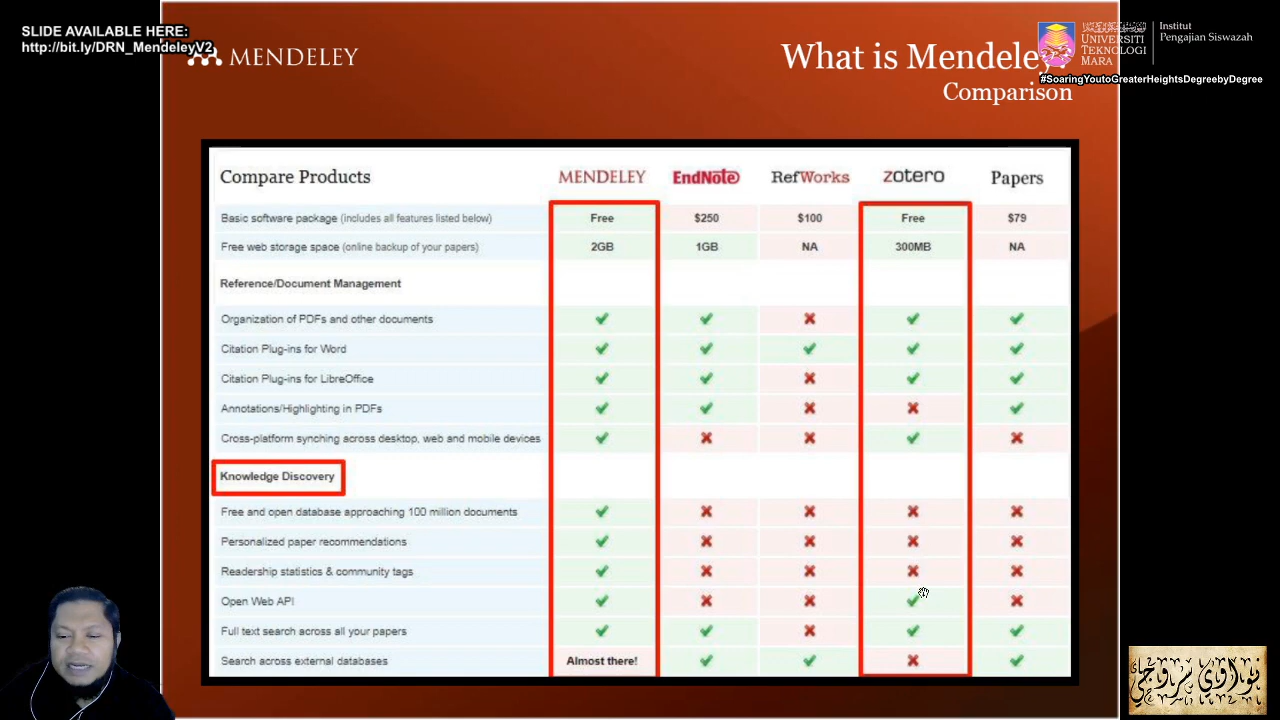 SLIDE AVAILABLE HERE:
http://bit.ly/DRN_MendeleyV2
MENDELEY
What is Mendeley
Comparison
UNIVERSITI
TEKNOLOGI
MARA
Institut
Pengajian Siswazah
#SoaringYoutoGreaterHeightsDegreebyDegree
Compare Products MENDELEY EndNote RefWorks zotero Papers
Basic software package (includes all features listed below) Free $250 $100 Free $79
Free web storage space (online backup of your papers) 2GB 1GB NA 300MB NA
Reference/Document Management
Organization of PDFs and other documents ✔ ✔ ✖ ✔ ✔
Citation Plug-ins for Word ✔ ✔ ✔ ✔ ✔
Citation Plug-ins for LibreOffice ✔ ✔ ✖ ✔ ✔
Annotations/Highlighting in PDFs ✔ ✔ ✖ ✖ ✔
Cross-platform synching across desktop, web and mobile devices ✔ ✖ ✖ ✔ ✖
Knowledge Discovery
Free and open database approaching 100 million documents ✔ ✖ ✖ ✖ ✖
Personalized paper recommendations ✔ ✖ ✖ ✖ ✖
Readership statistics & community tags ✔ ✖ ✖ ✖ ✖
Open Web API ✔ ✖ ✖ ✔ ✖
Full text search across all your papers ✔ ✔ ✖ ✔ ✔
Search across external databases Almost there! ✔ ✔ ✖ ✔